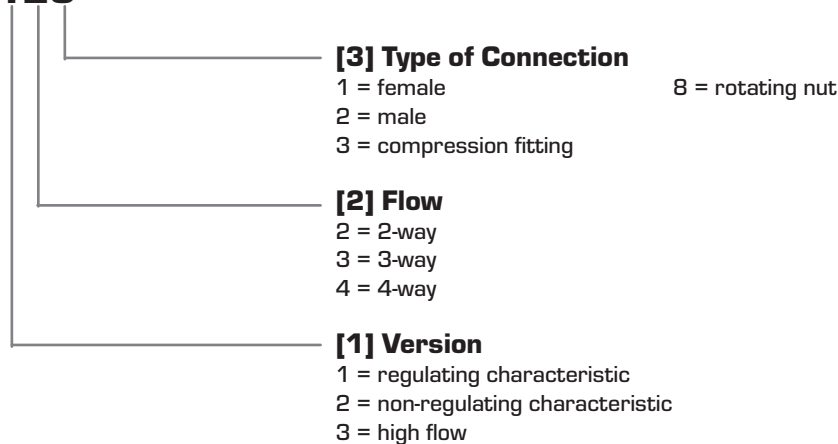 [3] Type of Connection
1 = female 8 = rotating nut
2 = male
3 = compression fitting
[2] Flow
2 = 2-way
3 = 3-way
4 = 4-way
[1] Version
1 = regulating characteristic
2 = non-regulating characteristic
3 = high flow